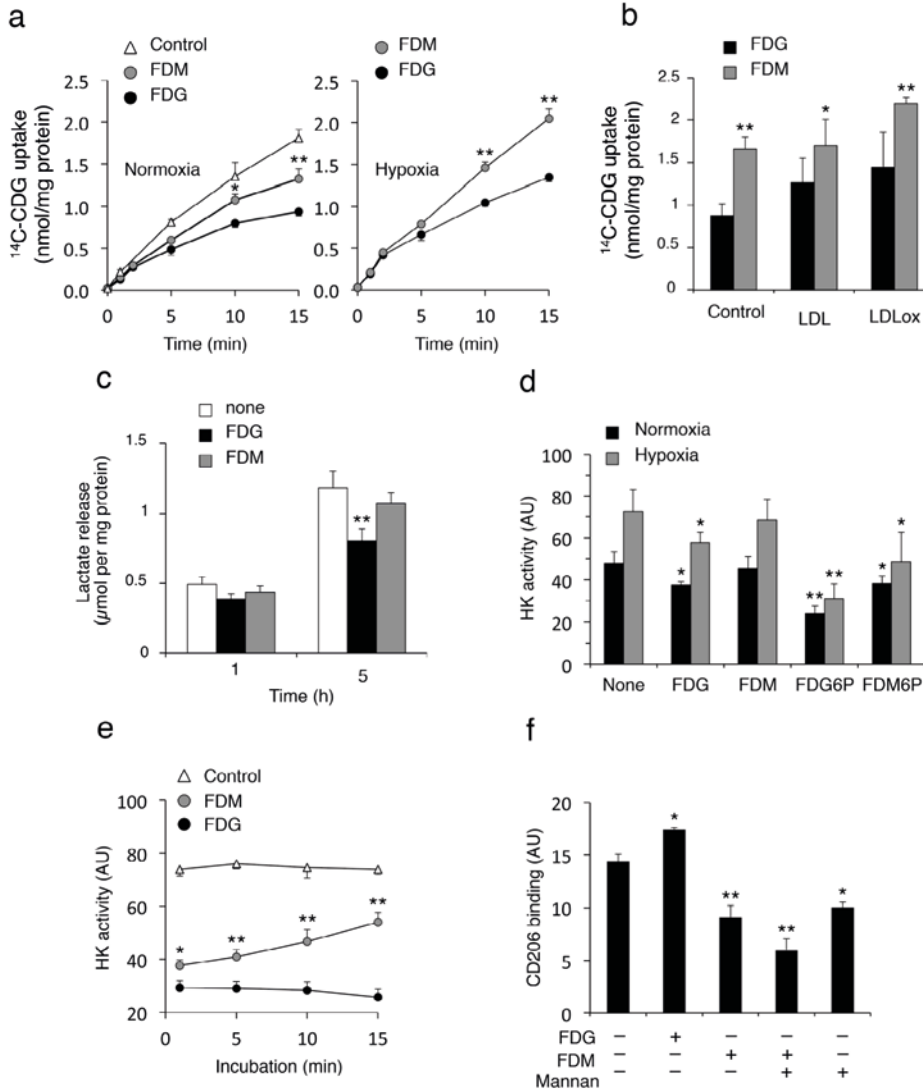 a
Control
FDM
FDG
¹⁴C-CDG uptake
(nmol/mg protein)
2.5
2.0
1.5
1.0
0.5
0.0
Normoxia
*
**
0 5 10 15
Time (min)
FDM
FDG
2.5
2.0
1.5
1.0
0.5
0.0
Hypoxia
**
**
0 5 10 15
Time (min)
b
FDG
FDM
¹⁴C-CDG uptake
(nmol/mg protein)
2.5
2.0
1.5
1.0
0.5
0.0
** * **
Control LDL LDLox
c
none
FDG
FDM
Lactate release
(µmol per mg protein)
1.5
1
0.5
0
**
1 5
Time (h)
d
Normoxia
Hypoxia
HK activity (AU)
100
80
60
40
20
0
* * ** ** * *
None FDG FDM FDG6P FDM6P
e
Control
FDM
FDG
HK activity (AU)
100
80
60
40
20
* ** ** **
0 5 10 15
Incubation (min)
f
CD206 binding (AU)
20
15
10
5
0
* ** ** *
FDG – + – – –
FDM – – + + –
Mannan – – – + +